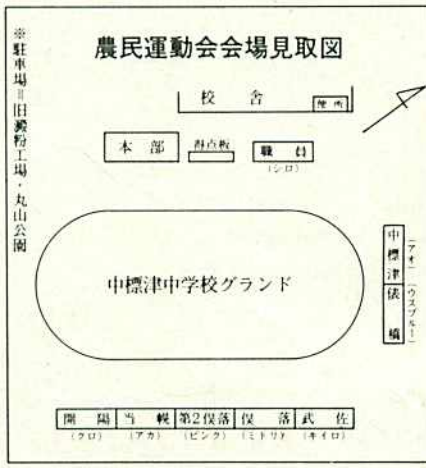 農民運動会会場見取図
※駐車場=旧澱粉工場・丸山公園
校舎
便所
本部
得点板
職員
(シロ)
中標津中学校グランド
中標津
(アオ)
俵橋
(ウスブルー)
開陽 当幌 第2俣落 俣落 武佐
(クロ) (アカ) (ピンク) (ミドリ) (キイロ)